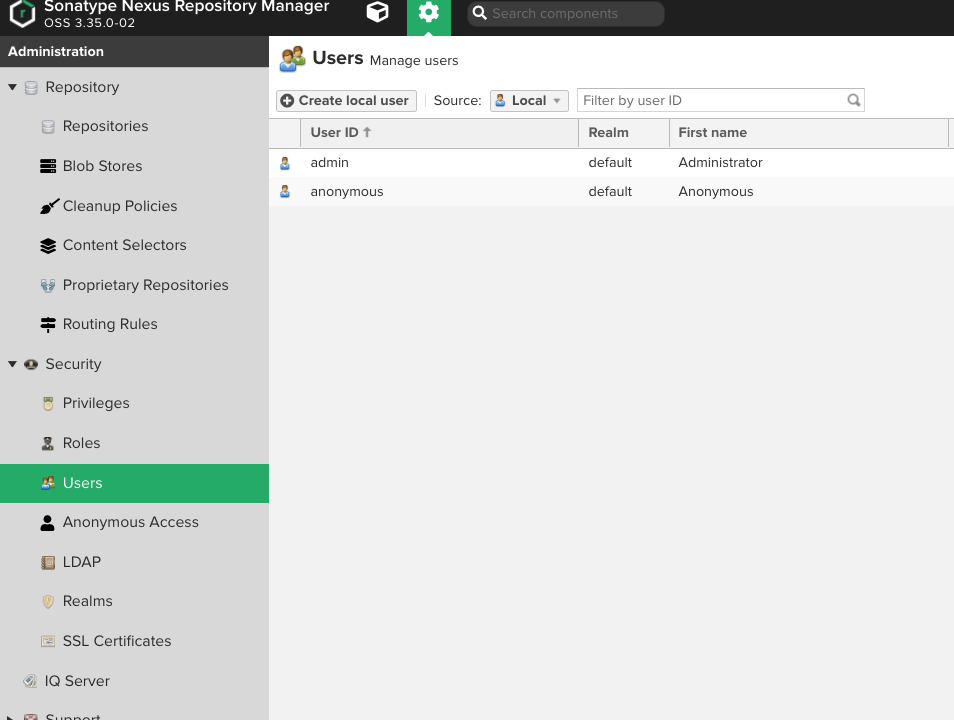 Sonatype Nexus Repository Manager
OSS 3.35.0-02
Search components
Administration
Repository
Repositories
Blob Stores
Cleanup Policies
Content Selectors
Proprietary Repositories
Routing Rules
Security
Privileges
Roles
Users
Anonymous Access
LDAP
Realms
SSL Certificates
IQ Server
Support
Users Manage users
Create local user Source: Local Filter by user ID
User ID Realm First name
admin default Administrator
anonymous default Anonymous